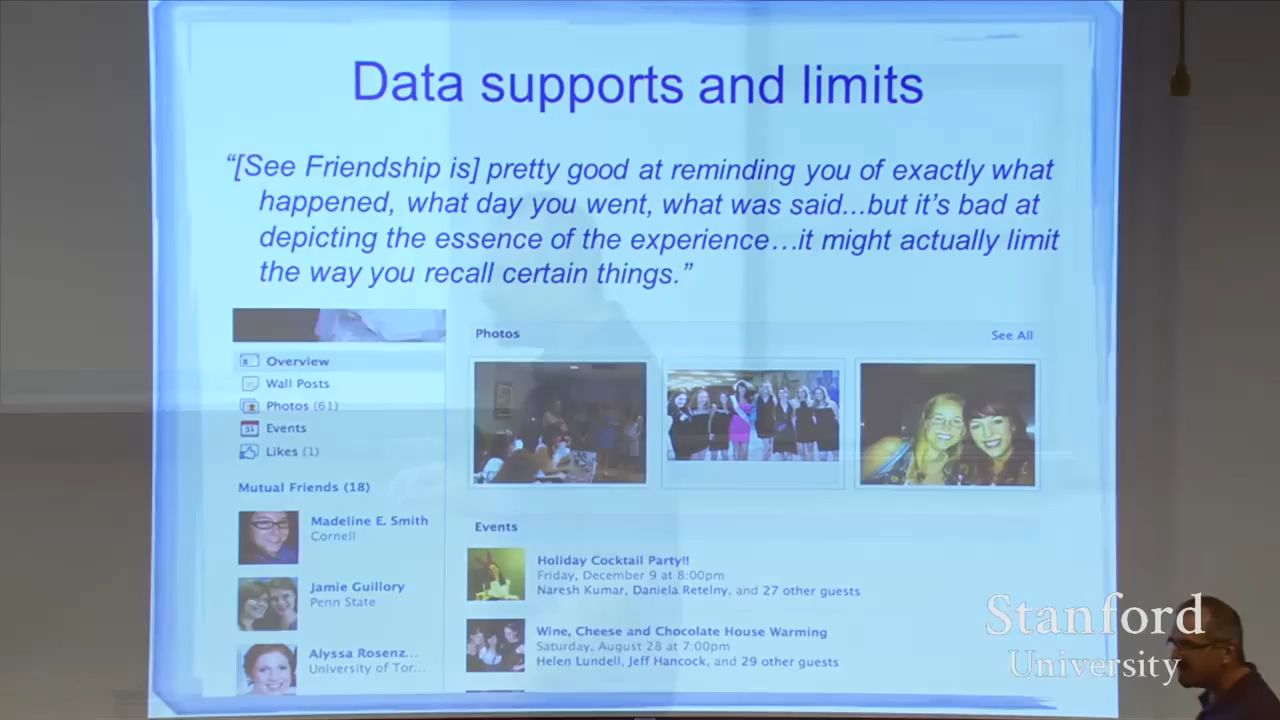 Data supports and limits
“[See Friendship is] pretty good at reminding you of exactly what
happened, what day you went, what was said...but it’s bad at
depicting the essence of the experience…it might actually limit
the way you recall certain things.”
Overview
Wall Posts
Photos (61)
31 Events
Likes (1)
Mutual Friends (18)
Madeline E. Smith
Cornell
Jamie Guillory
Penn State
Alyssa Rosenz...
University of Tor...
Photos See All
Events
Holiday Cocktail Party!!
Friday, December 9 at 8:00pm
Naresh Kumar, Daniela Retelny, and 27 other guests
Wine, Cheese and Chocolate House Warming
Saturday, August 28 at 7:00pm
Helen Lundell, Jeff Hancock, and 29 other guests
Stanford
University